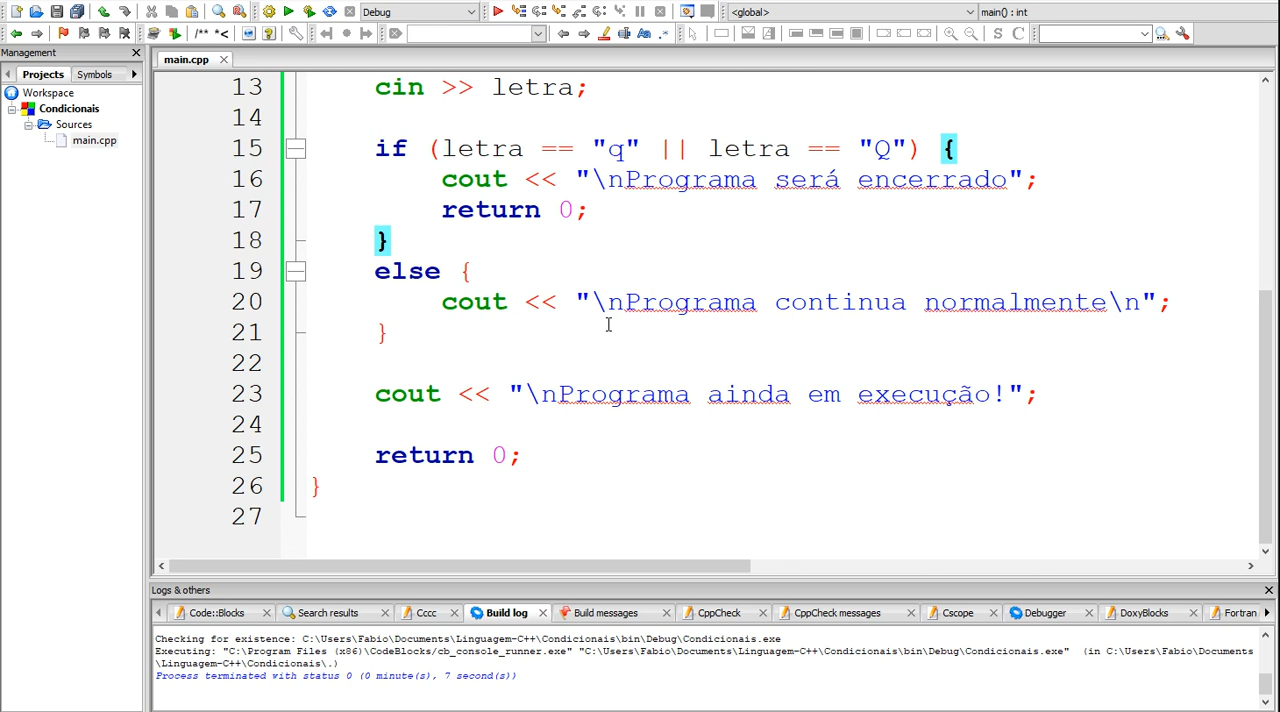 Debug
<global>
main() : int
/** *<
Aa .*
S C
Management
main.cpp
Projects Symbols
Workspace
Condicionais
Sources
main.cpp
13 cin >> letra;
14
15 if (letra == "q" || letra == "Q") {
16 cout << "\nPrograma será encerrado";
17 return 0;
18 }
19 else {
20 cout << "\nPrograma continua normalmente\n";
21 }
22
23 cout << "\nPrograma ainda em execução!";
24
25 return 0;
26 }
27
Logs & others
Code::Blocks Search results Cccc Build log Build messages CppCheck CppCheck messages Cscope Debugger DoxyBlocks Fortran
Checking for existence: C:\Users\Fabio\Documents\Linguagem-C++\Condicionais\bin\Debug\Condicionais.exe
Executing: "C:\Program Files (x86)\CodeBlocks/cb_console_runner.exe" "C:\Users\Fabio\Documents\Linguagem-C++\Condicionais\bin\Debug\Condicionais.exe" (in C:\Users\Fabio\Documents
\Linguagem-C++\Condicionais\.)
Process terminated with status 0 (0 minute(s), 7 second(s))